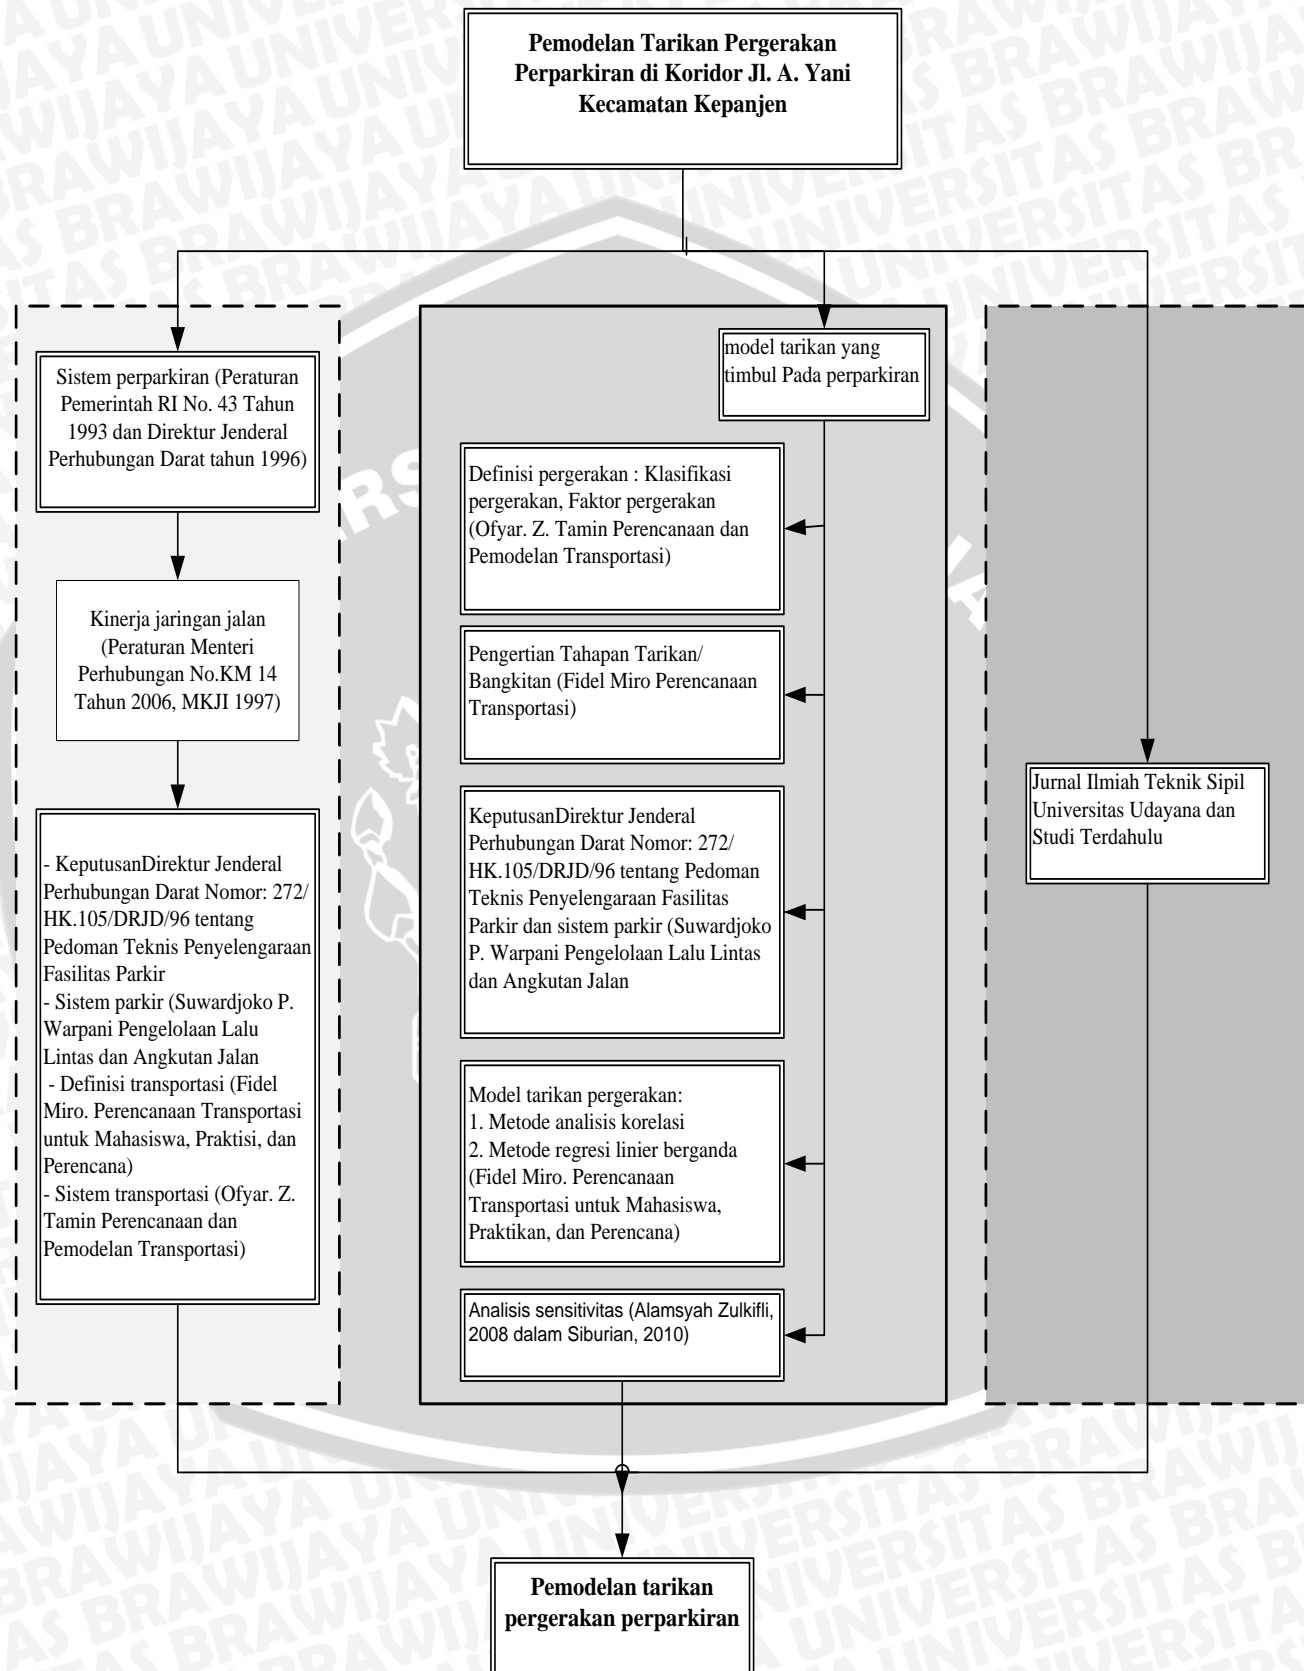 Pemodelan Tarikan Pergerakan
Perparkiran di Koridor Jl. A. Yani
Kecamatan Kepanjen
Sistem perparkiran (Peraturan
Pemerintah RI No. 43 Tahun
1993 dan Direktur Jenderal
Perhubungan Darat tahun 1996)
Kinerja jaringan jalan
(Peraturan Menteri
Perhubungan No.KM 14
Tahun 2006, MKJI 1997)
- KeputusanDirektur Jenderal
Perhubungan Darat Nomor: 272/
HK.105/DRJD/96 tentang
Pedoman Teknis Penyelengaraan
Fasilitas Parkir
- Sistem parkir (Suwardjoko P.
Warpani Pengelolaan Lalu
Lintas dan Angkutan Jalan
- Definisi transportasi (Fidel
Miro. Perencanaan Transportasi
untuk Mahasiswa, Praktisi, dan
Perencana)
- Sistem transportasi (Ofyar. Z.
Tamin Perencanaan dan
Pemodelan Transportasi)
model tarikan yang
timbul Pada perparkiran
Definisi pergerakan : Klasifikasi
pergerakan, Faktor pergerakan
(Ofyar. Z. Tamin Perencanaan dan
Pemodelan Transportasi)
Pengertian Tahapan Tarikan/
Bangkitan (Fidel Miro Perencanaan
Transportasi)
KeputusanDirektur Jenderal
Perhubungan Darat Nomor: 272/
HK.105/DRJD/96 tentang Pedoman
Teknis Penyelengaraan Fasilitas
Parkir dan sistem parkir (Suwardjoko
P. Warpani Pengelolaan Lalu Lintas
dan Angkutan Jalan
Model tarikan pergerakan:
1. Metode analisis korelasi
2. Metode regresi linier berganda
(Fidel Miro. Perencanaan
Transportasi untuk Mahasiswa,
Praktikan, dan Perencana)
Analisis sensitivitas (Alamsyah Zulkifli,
2008 dalam Siburian, 2010)
Jurnal Ilmiah Teknik Sipil
Universitas Udayana dan
Studi Terdahulu
Pemodelan tarikan
pergerakan perparkiran